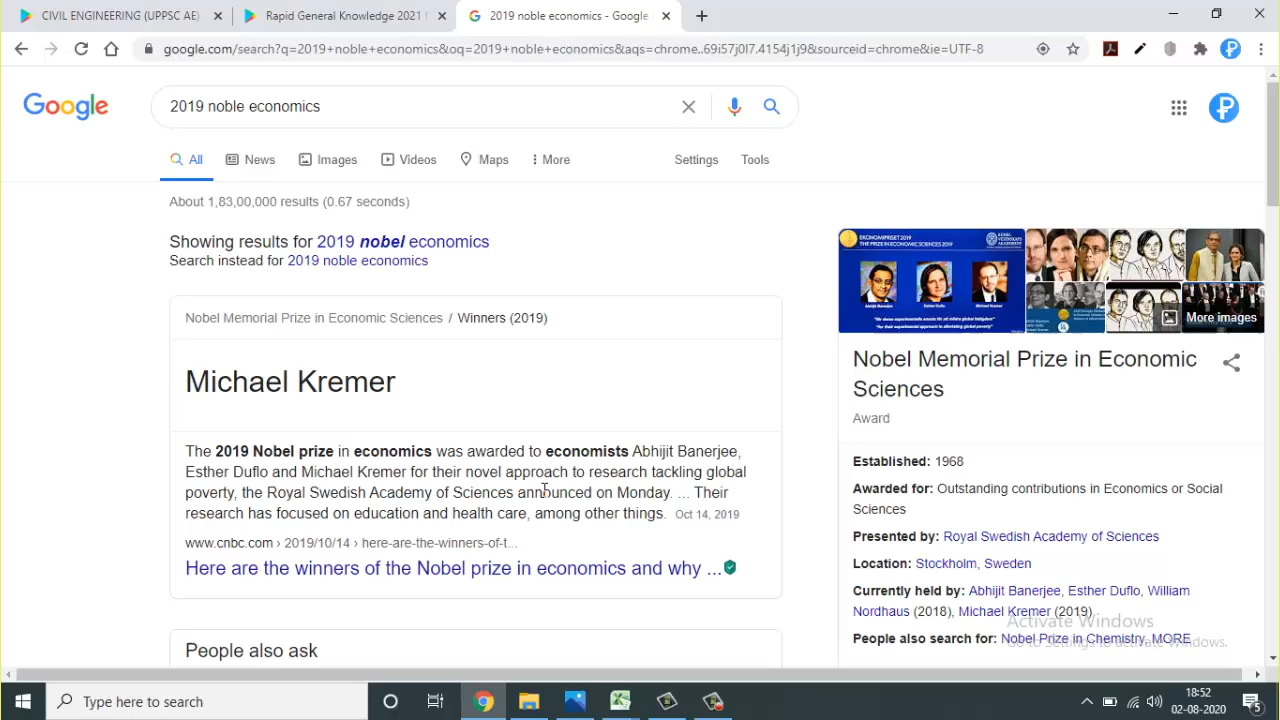 CIVIL ENGINEERING (UPPSC AE)
Rapid General Knowledge 2021 f
2019 noble economics - Google
google.com/search?q=2019+noble+economics&oq=2019+noble+economics&aqs=chrome..69i57j0l7.4154j1j9&sourceid=chrome&ie=UTF-8
Google
2019 noble economics
All
News
Images
Videos
Maps
More
Settings
Tools
About 1,83,00,000 results (0.67 seconds)
Showing results for 2019 nobel economics
Search instead for 2019 noble economics
Nobel Memorial Prize in Economic Sciences / Winners (2019)
Michael Kremer
The 2019 Nobel prize in economics was awarded to economists Abhijit Banerjee,
Esther Duflo and Michael Kremer for their novel approach to research tackling global
poverty, the Royal Swedish Academy of Sciences announced on Monday. ... Their
research has focused on education and health care, among other things. Oct 14, 2019
www.cnbc.com › 2019/10/14 › here-are-the-winners-of-t...
Here are the winners of the Nobel prize in economics and why ...
People also ask
More images
Nobel Memorial Prize in Economic
Sciences
Award
Established: 1968
Awarded for: Outstanding contributions in Economics or Social
Sciences
Presented by: Royal Swedish Academy of Sciences
Location: Stockholm, Sweden
Currently held by: Abhijit Banerjee, Esther Duflo, William
Nordhaus (2018), Michael Kremer (2019)
People also search for: Nobel Prize in Chemistry, MORE
Activate Windows
Go to Settings to activate Windows.
Type here to search
18:52
02-08-2020
5